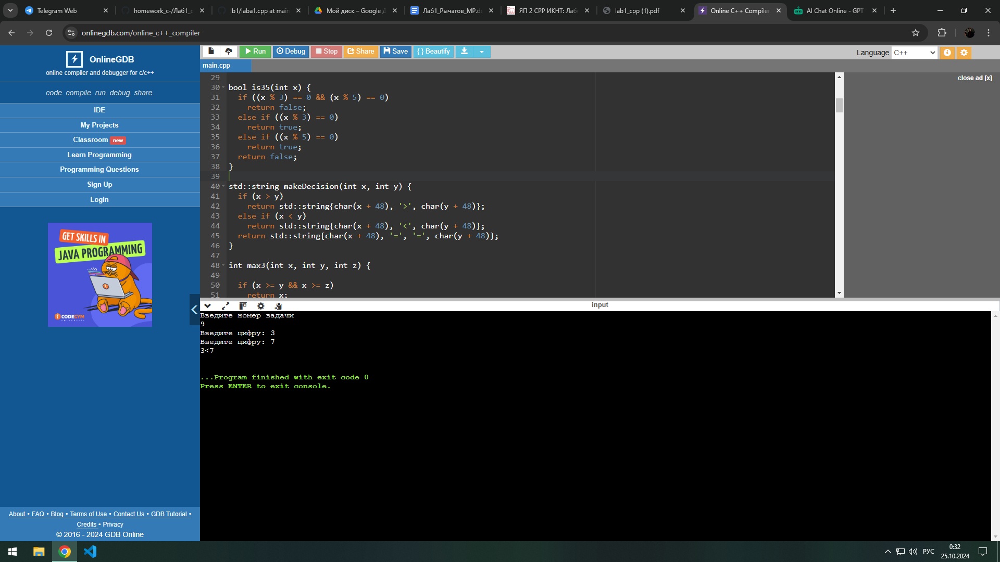 Telegram Web
homework_c-//Лаб1_c
lb1/laba1.cpp at main
Мой диск – Google Д
Лаб1_Рычагов_МР.do
ЯП 2 СРР ИКНТ: Лабо
lab1_cpp (1).pdf
Online C++ Compiler
AI Chat Online - GPT
onlinegdb.com/online_c++_compiler
OnlineGDB
online compiler and debugger for c/c++
code. compile. run. debug. share.
IDE
My Projects
Classroom new
Learn Programming
Programming Questions
Sign Up
Login
GET SKILLS IN
JAVA PROGRAMMING
CODEGYM
UNIVERSITY
About • FAQ • Blog • Terms of Use • Contact Us • GDB Tutorial •
Credits • Privacy
© 2016 - 2024 GDB Online
Run Debug Stop Share Save { } Beautify
Language C++
main.cpp
close ad [x]
29
30 bool is35(int x) {
31 if ((x % 3) == 0 && (x % 5) == 0)
32 return false;
33 else if ((x % 3) == 0)
34 return true;
35 else if ((x % 5) == 0)
36 return true;
37 return false;
38 }
39
40 std::string makeDecision(int x, int y) {
41 if (x > y)
42 return std::string{char(x + 48), '>', char(y + 48)};
43 else if (x < y)
44 return std::string{char(x + 48), '<', char(y + 48)};
45 return std::string{char(x + 48), '=', '=', char(y + 48)};
46 }
47
48 int max3(int x, int y, int z) {
49
50 if (x >= y && x >= z)
51 return x;
input
Введите номер задачи
9
Введите цифру: 3
Введите цифру: 7
3<7
...Program finished with exit code 0
Press ENTER to exit console.
РУС
0:32
25.10.2024